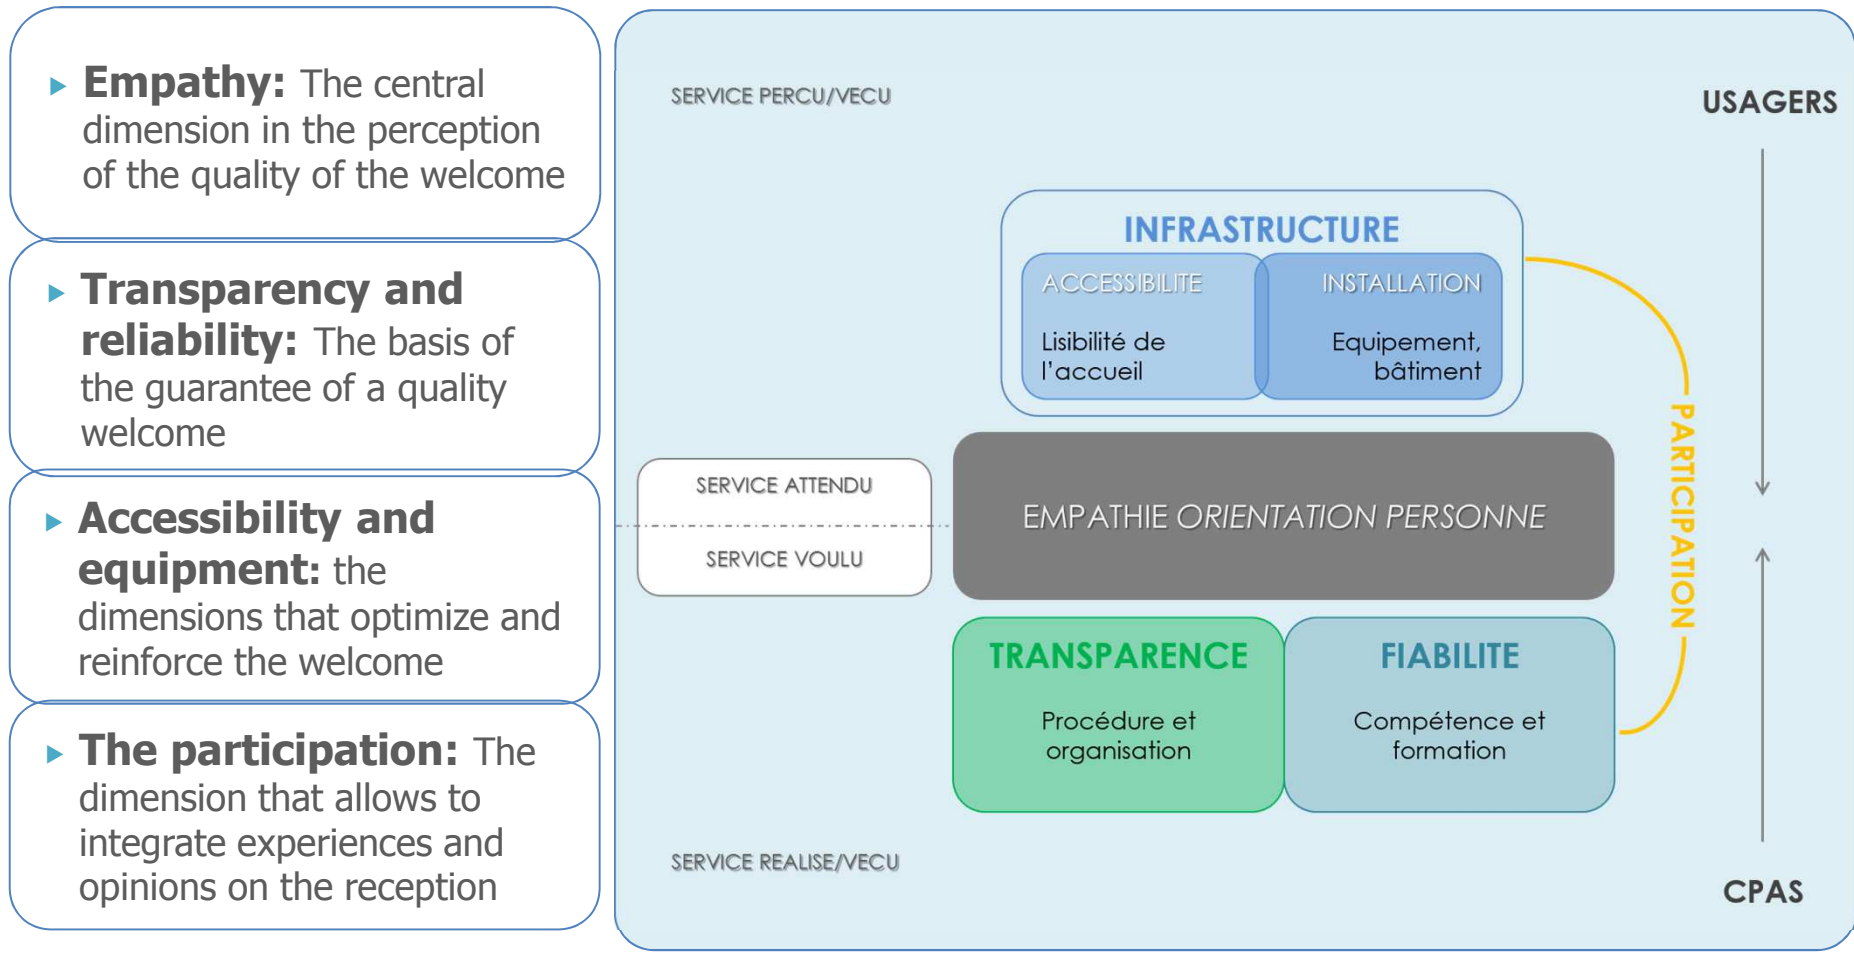 Empathy: The central
dimension in the perception
of the quality of the welcome
Transparency and
reliability: The basis of
the guarantee of a quality
welcome
Accessibility and
equipment: the
dimensions that optimize and
reinforce the welcome
The participation: The
dimension that allows to
integrate experiences and
opinions on the reception
SERVICE PERCU/VECU
USAGERS
INFRASTRUCTURE
ACCESSIBILITE
Lisibilité de
l'accueil
INSTALLATION
Equipement,
bâtiment
PARTICIPATION
SERVICE ATTENDU
SERVICE VOULU
EMPATHIE ORIENTATION PERSONNE
TRANSPARENCE
Procédure et
organisation
FIABILITE
Compétence et
formation
SERVICE REALISE/VECU
CPAS